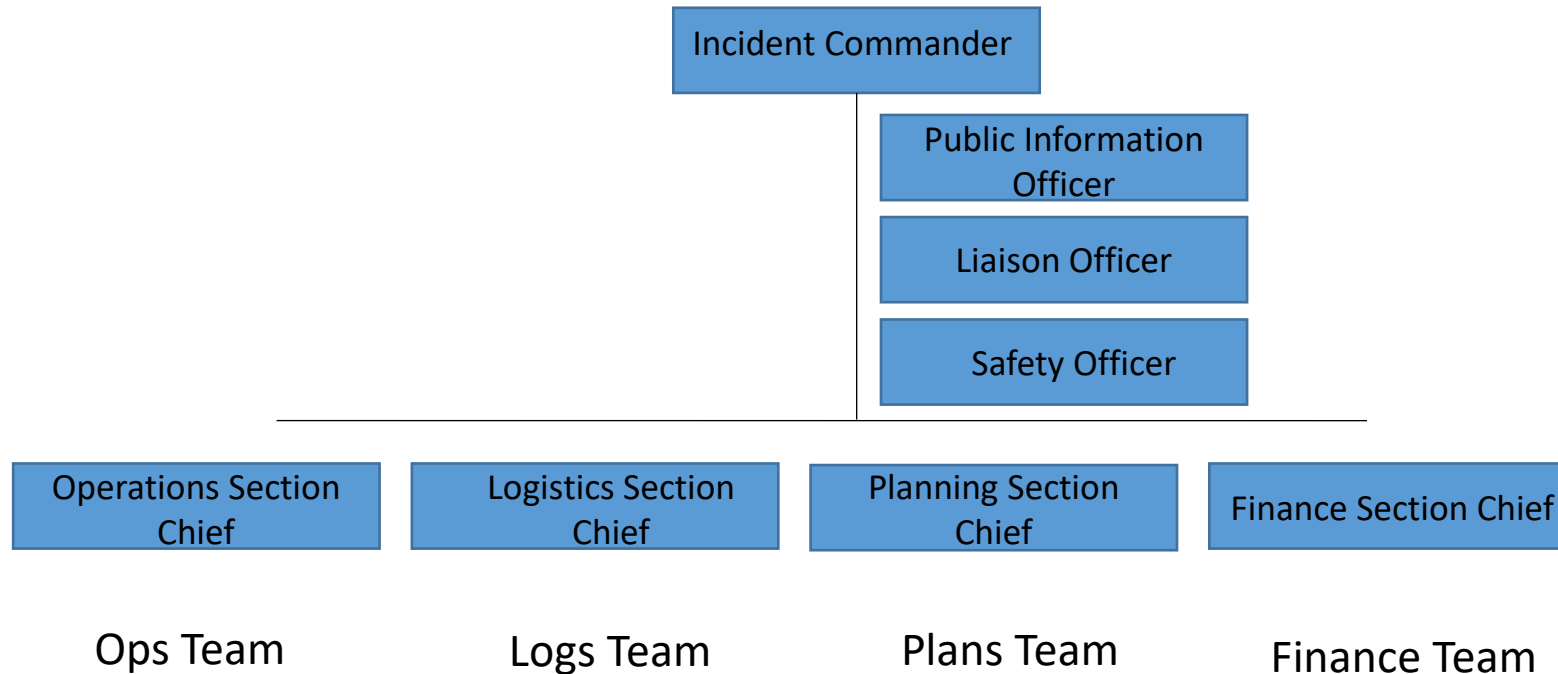 Incident Commander
Public Information
Officer
Liaison Officer
Safety Officer
Operations Section
Chief
Logistics Section
Chief
Planning Section
Chief
Finance Section Chief
Ops Team
Logs Team
Plans Team
Finance Team